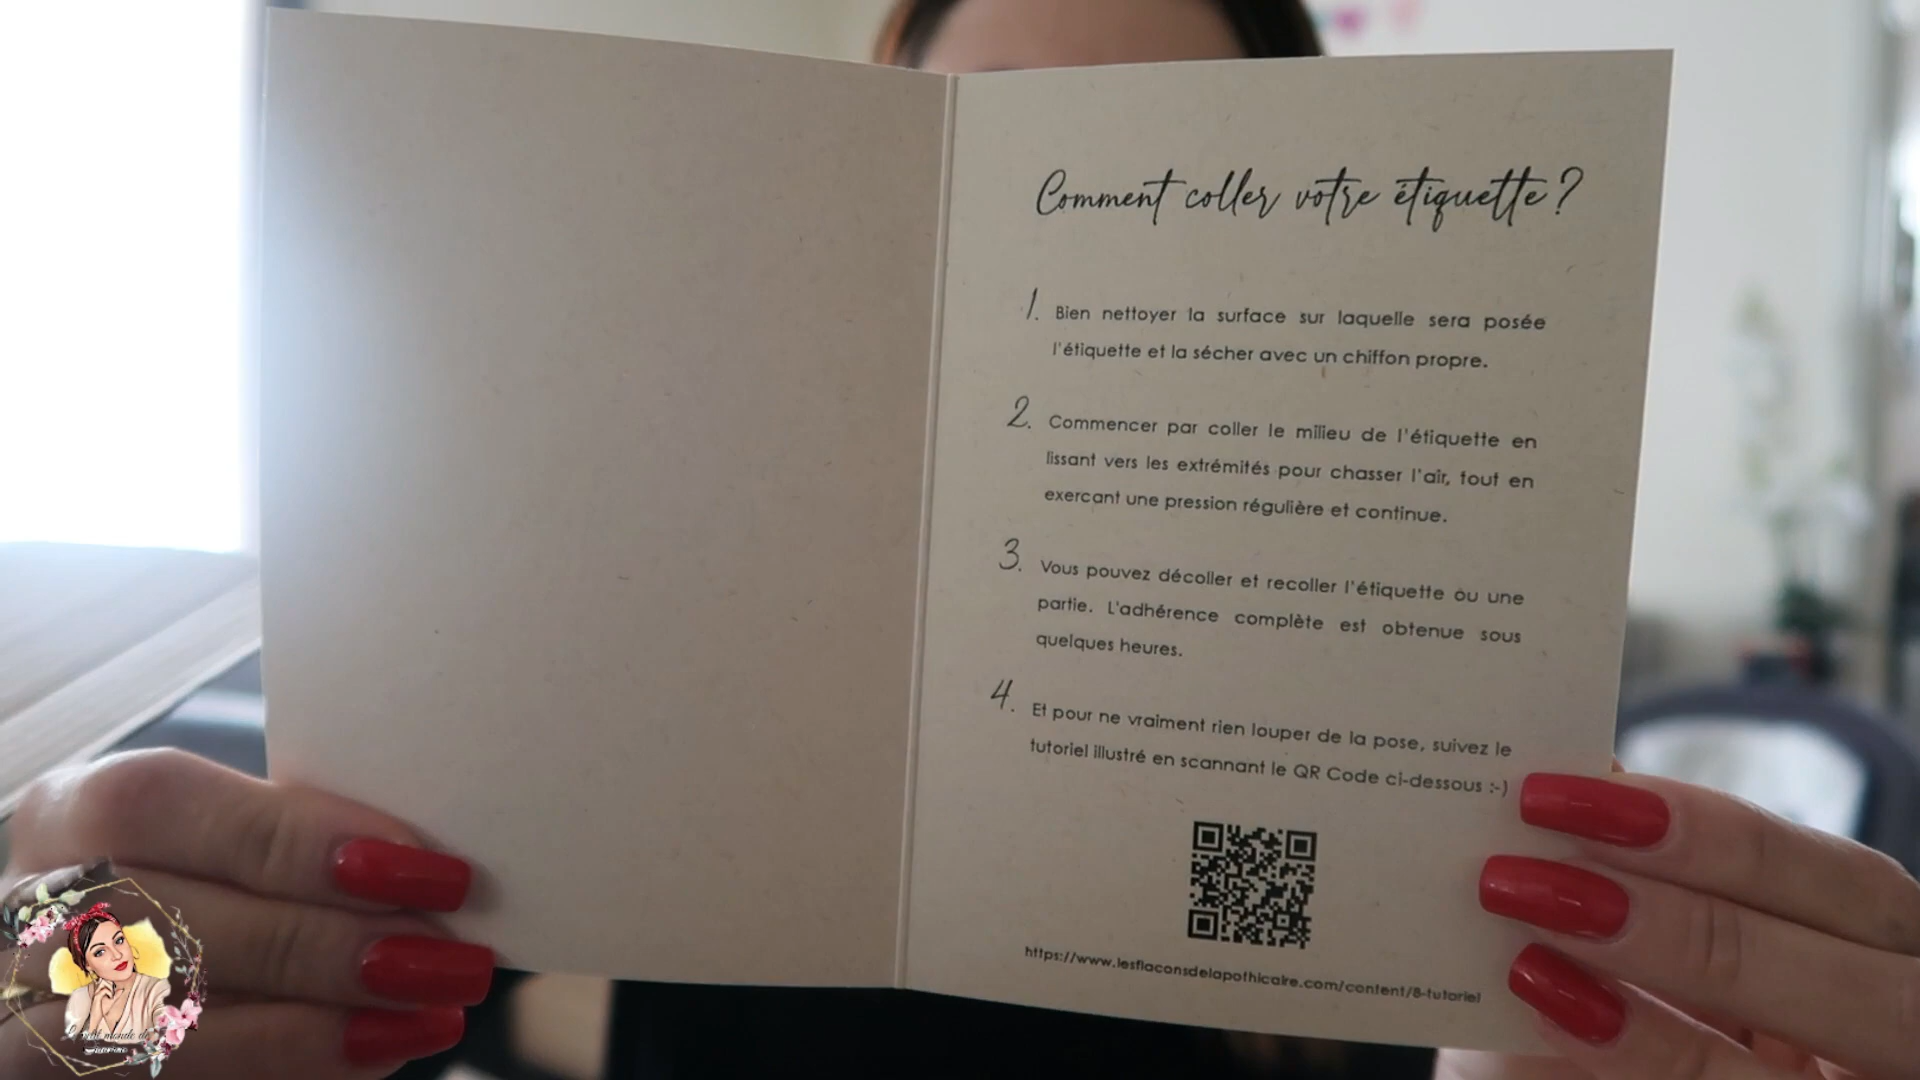 Comment coller votre étiquette ?
1. Bien nettoyer la surface sur laquelle sera posée
l'étiquette et la sécher avec un chiffon propre.
2. Commencer par coller le milieu de l'étiquette en
lissant vers les extrémités pour chasser l'air, tout en
exercant une pression régulière et continue.
3. Vous pouvez décoller et recoller l'étiquette ou une
partie. L'adhérence complète est obtenue sous
quelques heures.
4. Et pour ne vraiment rien louper de la pose, suivez le
tutoriel illustré en scannant le QR Code ci-dessous :-)
https://www.lesflaconsdelapothicaire.com/content/8-tutoriel
monde de